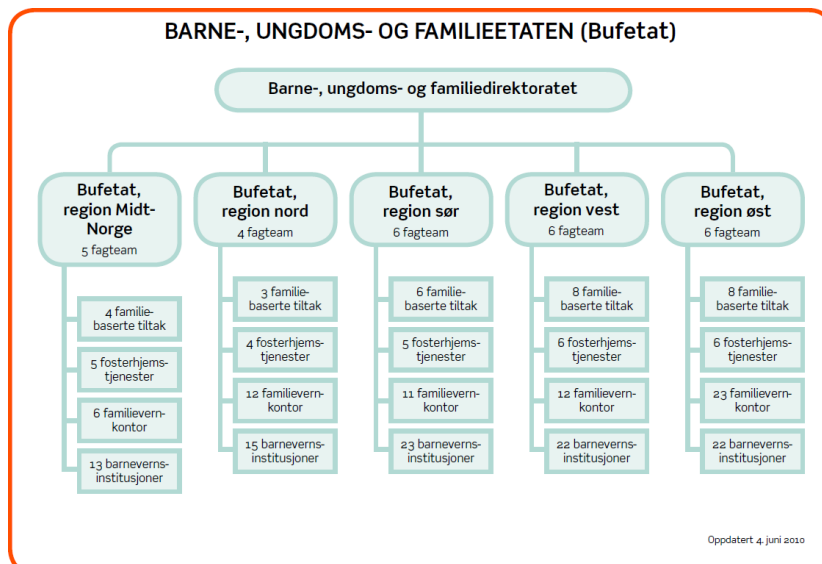 BARNE-, UNGDOMS- OG FAMILIEETATEN (Bufetat)
Barne-, ungdoms- og familiedirektoratet
Bufetat,
region Midt-
Norge
5 fagteam
4 familie-
baserte tiltak
5 fosterhjems-
tjenester
6 familievern-
kontor
13 barneverns-
institusjoner
Bufetat,
region nord
4 fagteam
3 familie-
baserte tiltak
4 fosterhjems-
tjenester
12 familievern-
kontor
15 barneverns-
institusjoner
Bufetat,
region sør
6 fagteam
6 familie-
baserte tiltak
5 fosterhjems-
tjenester
11 familievern-
kontor
23 barneverns-
institusjoner
Bufetat,
region vest
6 fagteam
8 familie-
baserte tiltak
6 fosterhjems-
tjenester
12 familievern-
kontor
22 barneverns-
institusjoner
Bufetat,
region øst
6 fagteam
8 familie-
baserte tiltak
6 fosterhjems-
tjenester
23 familievern-
kontor
22 barneverns-
institusjoner
Oppdatert 4. juni 2010